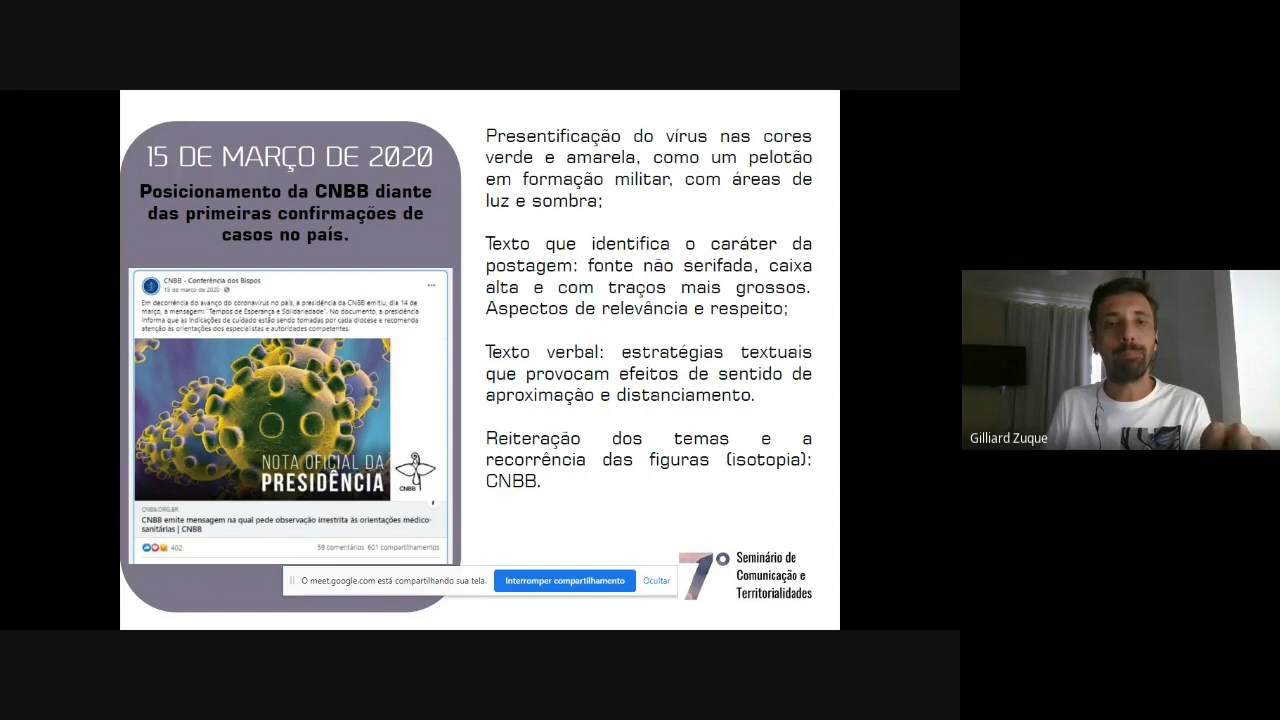 15 DE MARÇO DE 2020
Posicionamento da CNBB diante
das primeiras confirmações de
casos no país.
CNBB - Conferência dos Bispos
15 de março de 2020
Em decorrência do avanço do coronavírus no país, a presidência da CNBB emitiu, dia 14 de
março, a mensagem: "Tempos de Esperança e Solidariedade". No documento, a presidência
informa que as indicações de cuidado estão sendo tomadas por cada diocese e recomenda
atenção às orientações dos especialistas e autoridades competentes.
NOTA OFICIAL DA
PRESIDÊNCIA
CNBB
CNBB.ORG.BR
CNBB emite mensagem na qual pede observação irrestrita às orientações médico-
sanitárias | CNBB
402
59 comentários 601 compartilhamentos
Presentificação do vírus nas cores
verde e amarela, como um pelotão
em formação militar, com áreas de
luz e sombra;
Texto que identifica o caráter da
postagem: fonte não serifada, caixa
alta e com traços mais grossos.
Aspectos de relevância e respeito;
Texto verbal: estratégias textuais
que provocam efeitos de sentido de
aproximação e distanciamento.
Reiteração dos temas e a
recorrência das figuras (isotopia):
CNBB.
O meet.google.com está compartilhando sua tela.
Interromper compartilhamento
Ocultar
7º
Seminário de
Comunicação e
Territorialidades
Gilliard Zuque